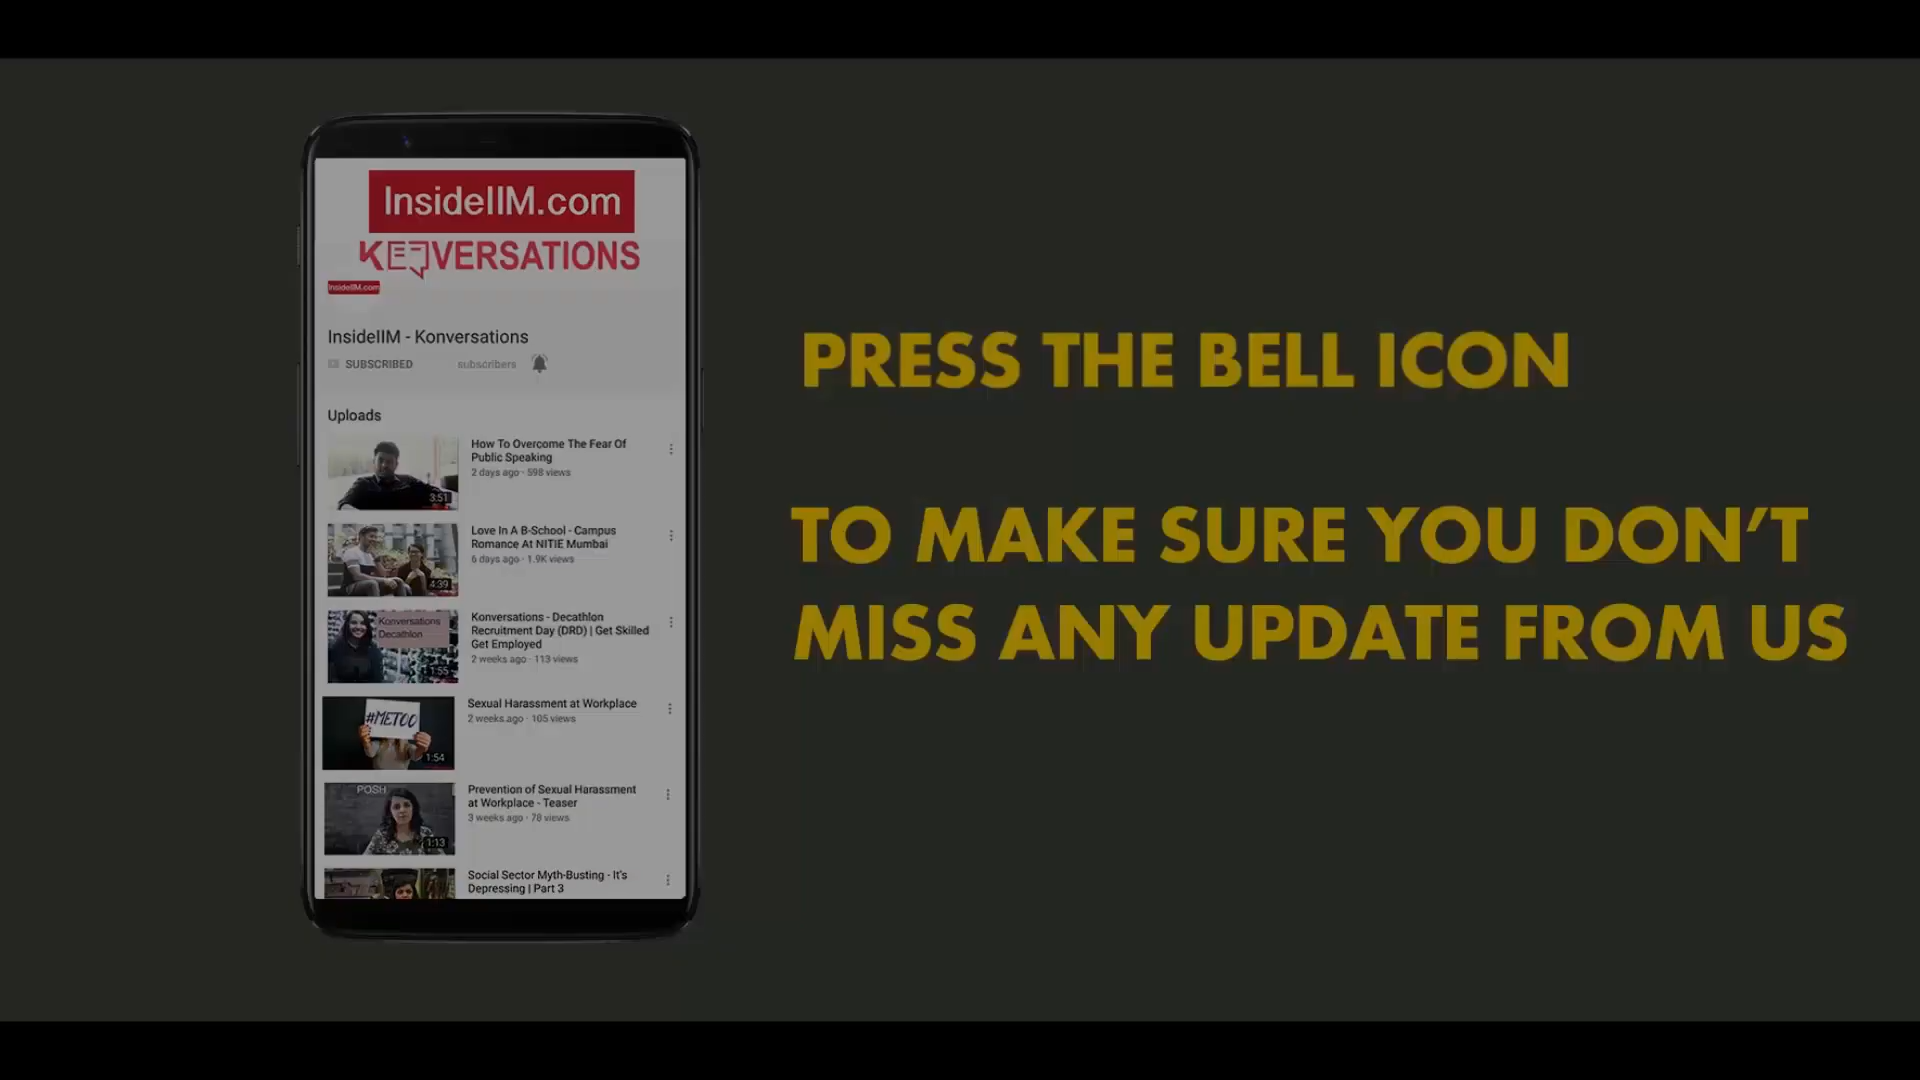 InsideIIM.com
KONVERSATIONS
InsideIIM.com
InsideIIM - Konversations
SUBSCRIBED subscribers
Uploads
How To Overcome The Fear Of
Public Speaking
2 days ago · 598 views
3:51
Love In A B-School - Campus
Romance At NITIE Mumbai
6 days ago · 1.9K views
4:39
Konversations
Decathlon
1:55
Konversations - Decathlon
Recruitment Day (DRD) | Get Skilled
Get Employed
2 weeks ago · 113 views
#METOO
1:54
Sexual Harassment at Workplace
2 weeks ago · 105 views
POSH
1:13
Prevention of Sexual Harassment
at Workplace - Teaser
3 weeks ago · 78 views
Social Sector Myth-Busting - It's
Depressing | Part 3
PRESS THE BELL ICON
TO MAKE SURE YOU DON’T
MISS ANY UPDATE FROM US